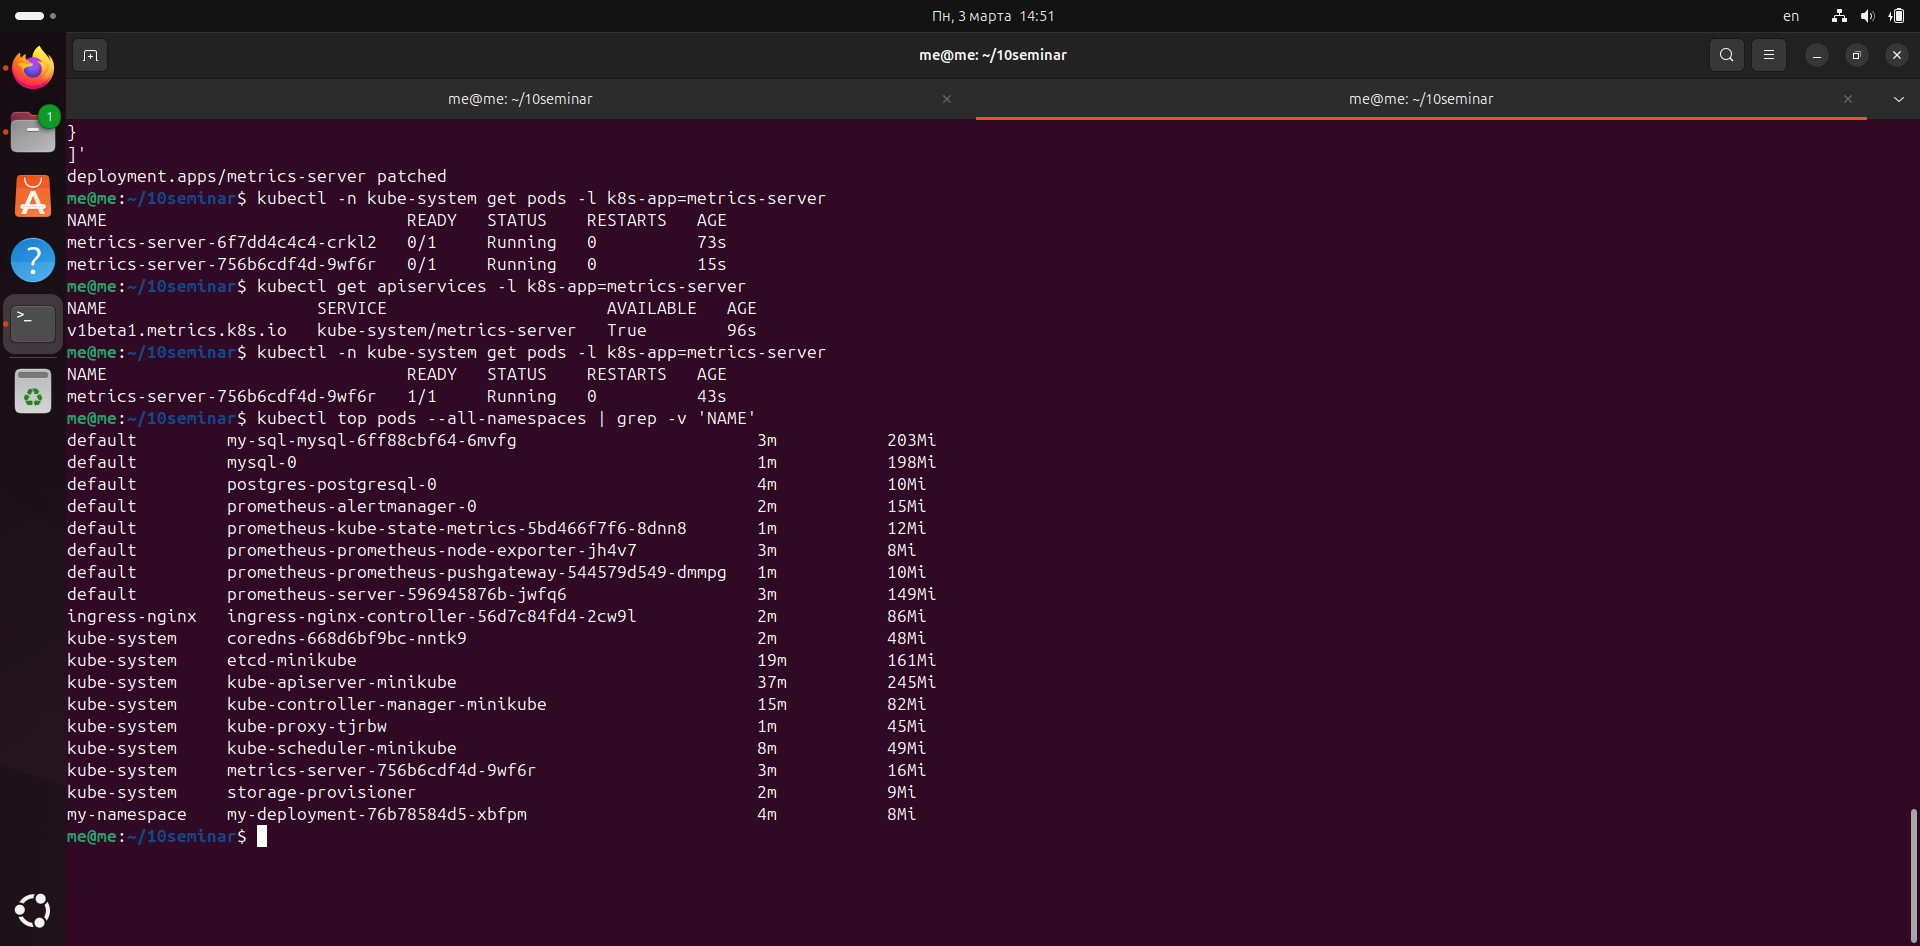 Пн, 3 марта 14:51
en
me@me: ~/10seminar
me@me: ~/10seminar
me@me: ~/10seminar
1
}
]'
deployment.apps/metrics-server patched
me@me:~/10seminar$ kubectl -n kube-system get pods -l k8s-app=metrics-server
NAME READY STATUS RESTARTS AGE
metrics-server-6f7dd4c4c4-crkl2 0/1 Running 0 73s
metrics-server-756b6cdf4d-9wf6r 0/1 Running 0 15s
me@me:~/10seminar$ kubectl get apiservices -l k8s-app=metrics-server
NAME SERVICE AVAILABLE AGE
v1beta1.metrics.k8s.io kube-system/metrics-server True 96s
me@me:~/10seminar$ kubectl -n kube-system get pods -l k8s-app=metrics-server
NAME READY STATUS RESTARTS AGE
metrics-server-756b6cdf4d-9wf6r 1/1 Running 0 43s
me@me:~/10seminar$ kubectl top pods --all-namespaces | grep -v 'NAME'
default my-sql-mysql-6ff88cbf64-6mvfg 3m 203Mi
default mysql-0 1m 198Mi
default postgres-postgresql-0 4m 10Mi
default prometheus-alertmanager-0 2m 15Mi
default prometheus-kube-state-metrics-5bd466f7f6-8dnn8 1m 12Mi
default prometheus-prometheus-node-exporter-jh4v7 3m 8Mi
default prometheus-prometheus-pushgateway-544579d549-dmmpg 1m 10Mi
default prometheus-server-596945876b-jwfq6 3m 149Mi
ingress-nginx ingress-nginx-controller-56d7c84fd4-2cw9l 2m 86Mi
kube-system coredns-668d6bf9bc-nntk9 2m 48Mi
kube-system etcd-minikube 19m 161Mi
kube-system kube-apiserver-minikube 37m 245Mi
kube-system kube-controller-manager-minikube 15m 82Mi
kube-system kube-proxy-tjrbw 1m 45Mi
kube-system kube-scheduler-minikube 8m 49Mi
kube-system metrics-server-756b6cdf4d-9wf6r 3m 16Mi
kube-system storage-provisioner 2m 9Mi
my-namespace my-deployment-76b78584d5-xbfpm 4m 8Mi
me@me:~/10seminar$